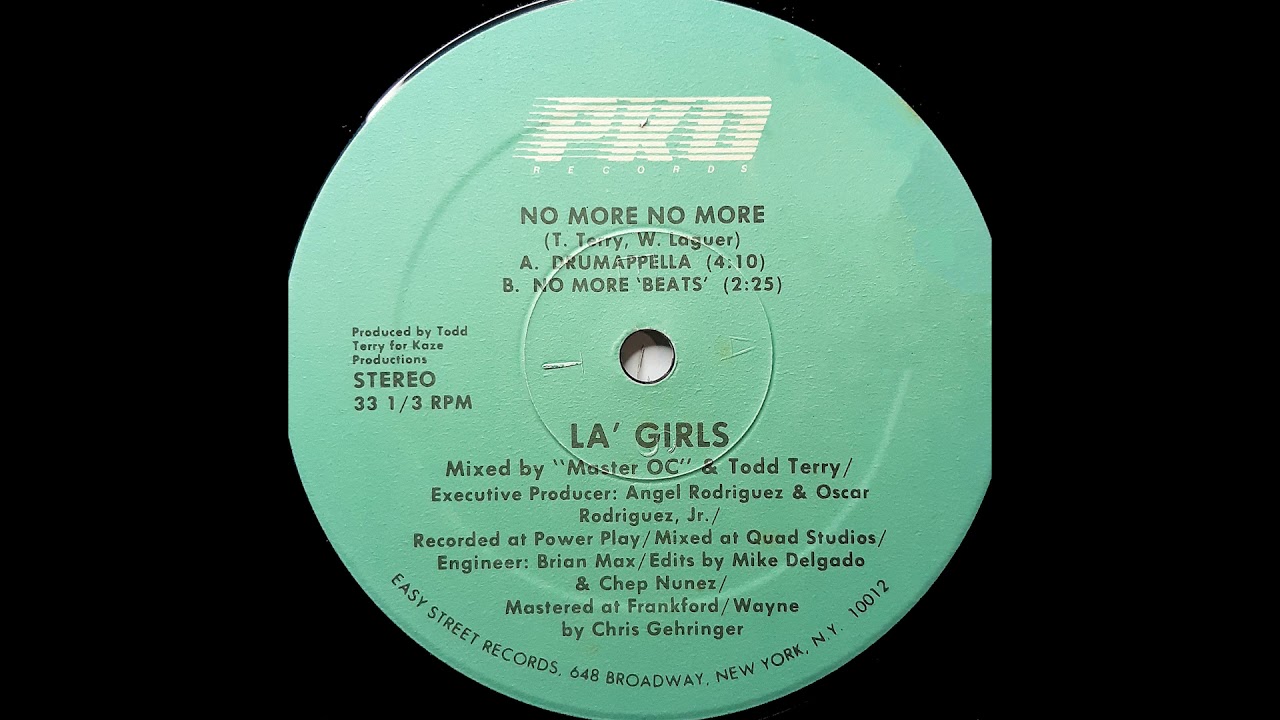 PKO
RECORDS
NO MORE NO MORE
(T. Terry, W. Laguer)
A. DRUMAPPELLA (4:10)
B. NO MORE 'BEATS' (2:25)
Produced by Todd
Terry for Kaze
Productions
STEREO
33 1/3 RPM
LA' GIRLS
Mixed by "Master OC" & Todd Terry/
Executive Producer: Angel Rodriguez & Oscar
Rodriguez, Jr./
Recorded at Power Play/Mixed at Quad Studios/
Engineer: Brian Max/Edits by Mike Delgado
& Chep Nunez/
Mastered at Frankford/Wayne
by Chris Gehringer
EASY STREET RECORDS, 648 BROADWAY, NEW YORK, N.Y. 10012